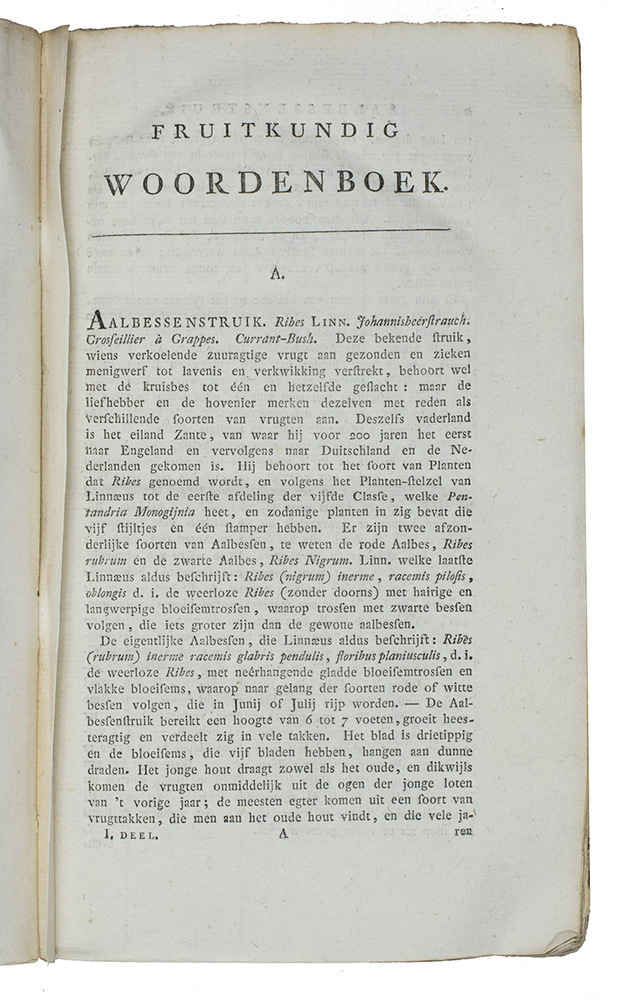 FRUITKUNDIG
WOORDENBOEK.
A.
AALBESSENSTRUIK. Ribes LINN. Johannisbeerſtrauch.
Groſeillier à Grappes. Currant-Bush. Deze bekende ſtruik,
wiens verkoelende zuuragtige vrugt aan gezonden en zieken
menigwerf tot lavenis en verkwikking verſtrekt, behoort wel
met de kruisbes tot één en hetzelfde geſlacht : maar de
liefhebber en de hovenier merken dezelven met reden als
verſchillende ſoorten van vrugten aan. Deszelfs vaderland
is het eiland Zante, van waar hij voor 200 jaren het eerst
naar Engeland en vervolgens naar Duitschland en de Ne-
derlanden gekomen is. Hij behoort tot het ſoort van Planten
dat Ribes genoemd wordt, en volgens het Planten-ſtelzel van
Linnæus tot de eerſte afdeling der vijfde Clasſe, welke Pen-
tandria Monogijnia heet, en zodanige planten in zig bevat die
vijf ſtijltjes en één ſtamper hebben. Er zijn twee afzon-
derlijke ſoorten van Aalbesſen, te weten de rode Aalbes, Ribes
rubrum en de zwarte Aalbes, Ribes Nigrum. Linn. welke laatſte
Linnæus aldus beſchrijft: Ribes (nigrum) inerme, racemis piloſis,
oblongis d. i. de weerloze Ribes (zonder doorns) met hairige en
langwerpige bloeiſemtrosſen, waarop trosſen met zwarte besſen
volgen, die iets groter zijn dan de gewone aalbesſen.
De eigentlijke Aalbesſen, die Linnæus aldus beſchrijft: Ribes
(rubrum) inerme racemis glabris pendulis, floribus planiusculis, d. i.
de weerloze Ribes, met neêrhangende gladde bloeiſemtrosſen en
vlakke bloeiſems, waarop naar gelang der ſoorten rode of witte
besſen volgen, die in Junij of Julij rijp worden. — De Aal-
besſenſtruik bereikt een hoogte van 6 tot 7 voeten, groeit hees-
teragtig en verdeelt zig in vele takken. Het blad is drietippig
en de bloeiſems, die vijf bladen hebben, hangen aan dunne
draden. Het jonge hout draagt zowel als het oude, en dikwijls
komen de vrugten onmiddelijk uit de ogen der jonge loten
van 't vorige jaar; de meesten egter komen uit een ſoort van
vrugttakken, die men aan het oude hout vindt, en die vele ja-
I. DEEL. A ren